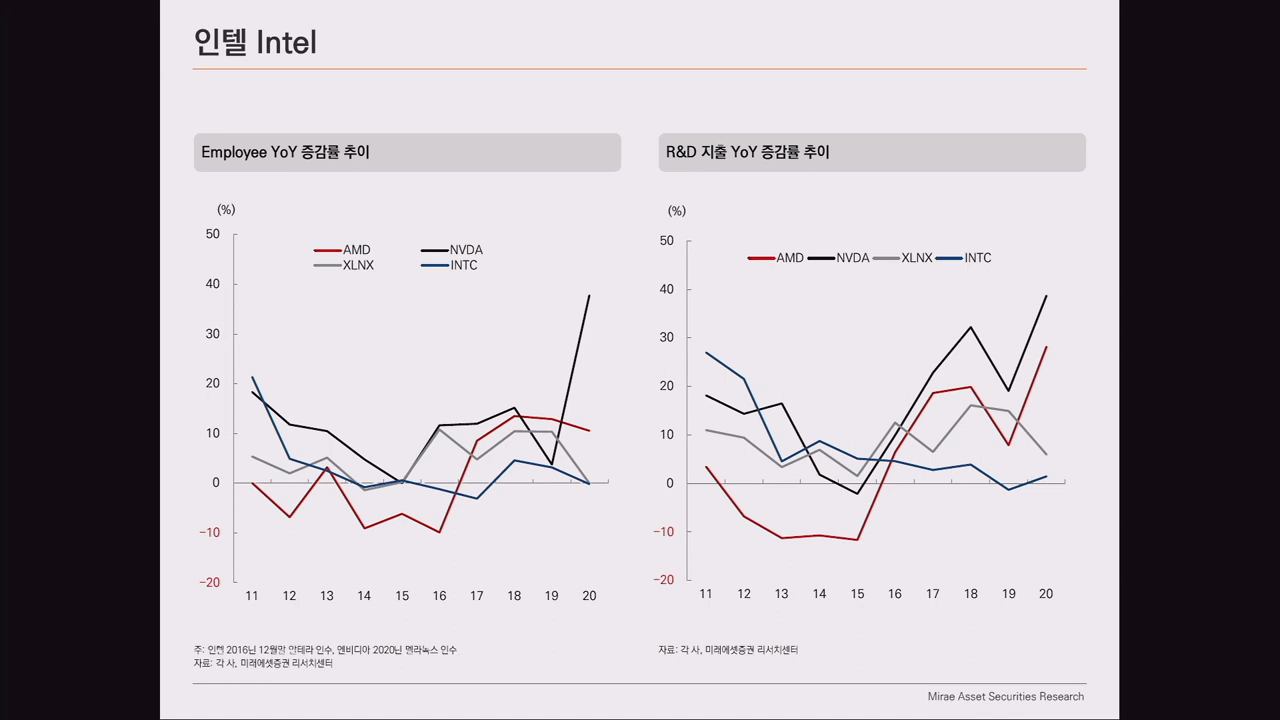 인텔 Intel
Employee YoY 증감률 추이
(%)
AMD NVDA
XLNX INTC
50
40
30
20
10
0
-10
-20
11 12 13 14 15 16 17 18 19 20
주: 인텔 2016년 12월말 알테라 인수, 엔비디아 2020년 멜라녹스 인수
자료: 각 사, 미래에셋증권 리서치센터
R&D 지출 YoY 증감률 추이
(%)
AMD NVDA XLNX INTC
50
40
30
20
10
0
-10
-20
11 12 13 14 15 16 17 18 19 20
자료: 각 사, 미래에셋증권 리서치센터
Mirae Asset Securities Research